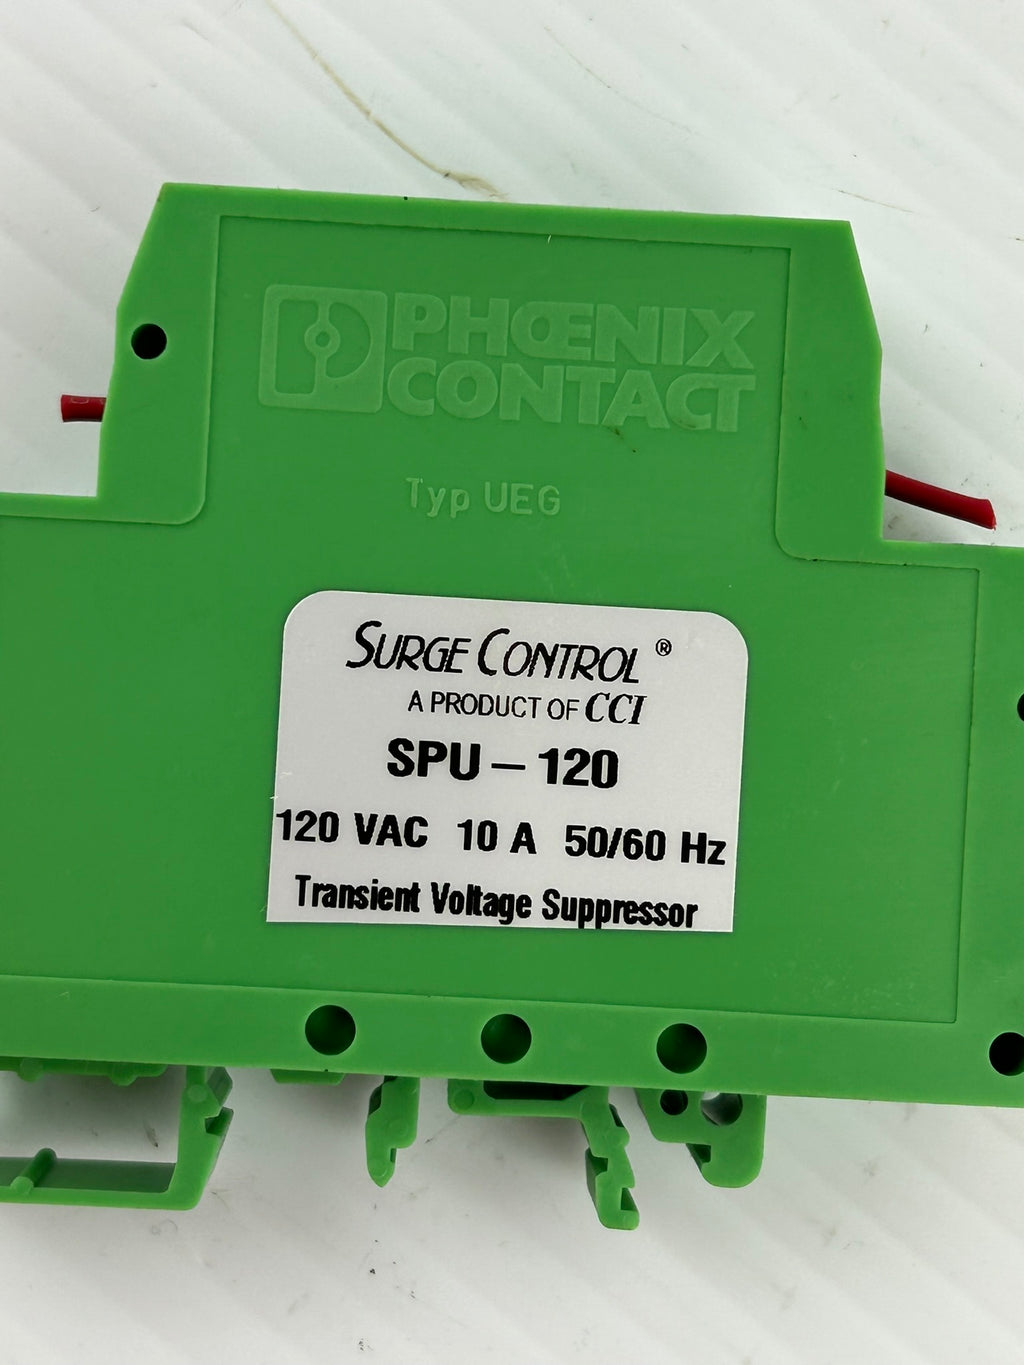 PHŒNIX
CONTACT
Typ UEG
SURGE CONTROL ®
A PRODUCT OF CCI
SPU – 120
120 VAC 10 A 50/60 Hz
Transient Voltage Suppressor